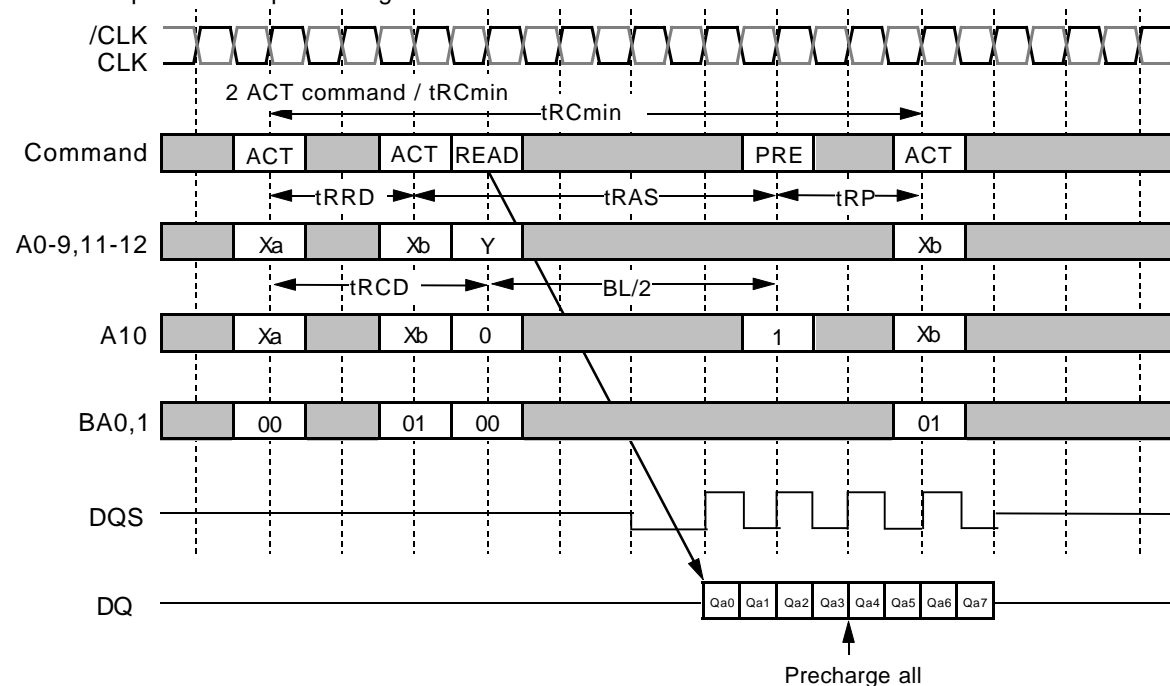 /CLK
CLK
2 ACT command / tRCmin
tRCmin
Command ACT ACT READ PRE ACT
tRRD tRAS tRP
A0-9,11-12 Xa Xb Y Xb
tRCD BL/2
A10 Xa Xb 0 1 Xb
BA0,1 00 01 00 01
DQS
DQ Qa0 Qa1 Qa2 Qa3 Qa4 Qa5 Qa6 Qa7
Precharge all